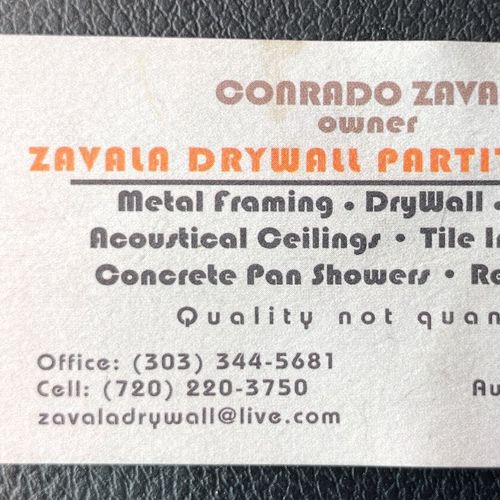 CONRADO ZAVA
owner
ZAVALA DRYWALL PARTIT
Metal Framing • DryWall •
Acoustical Ceilings • Tile In
Concrete Pan Showers • Re
Quality not quan
Office: (303) 344-5681
Cell: (720) 220-3750 Au
zavaladrywall@live.com